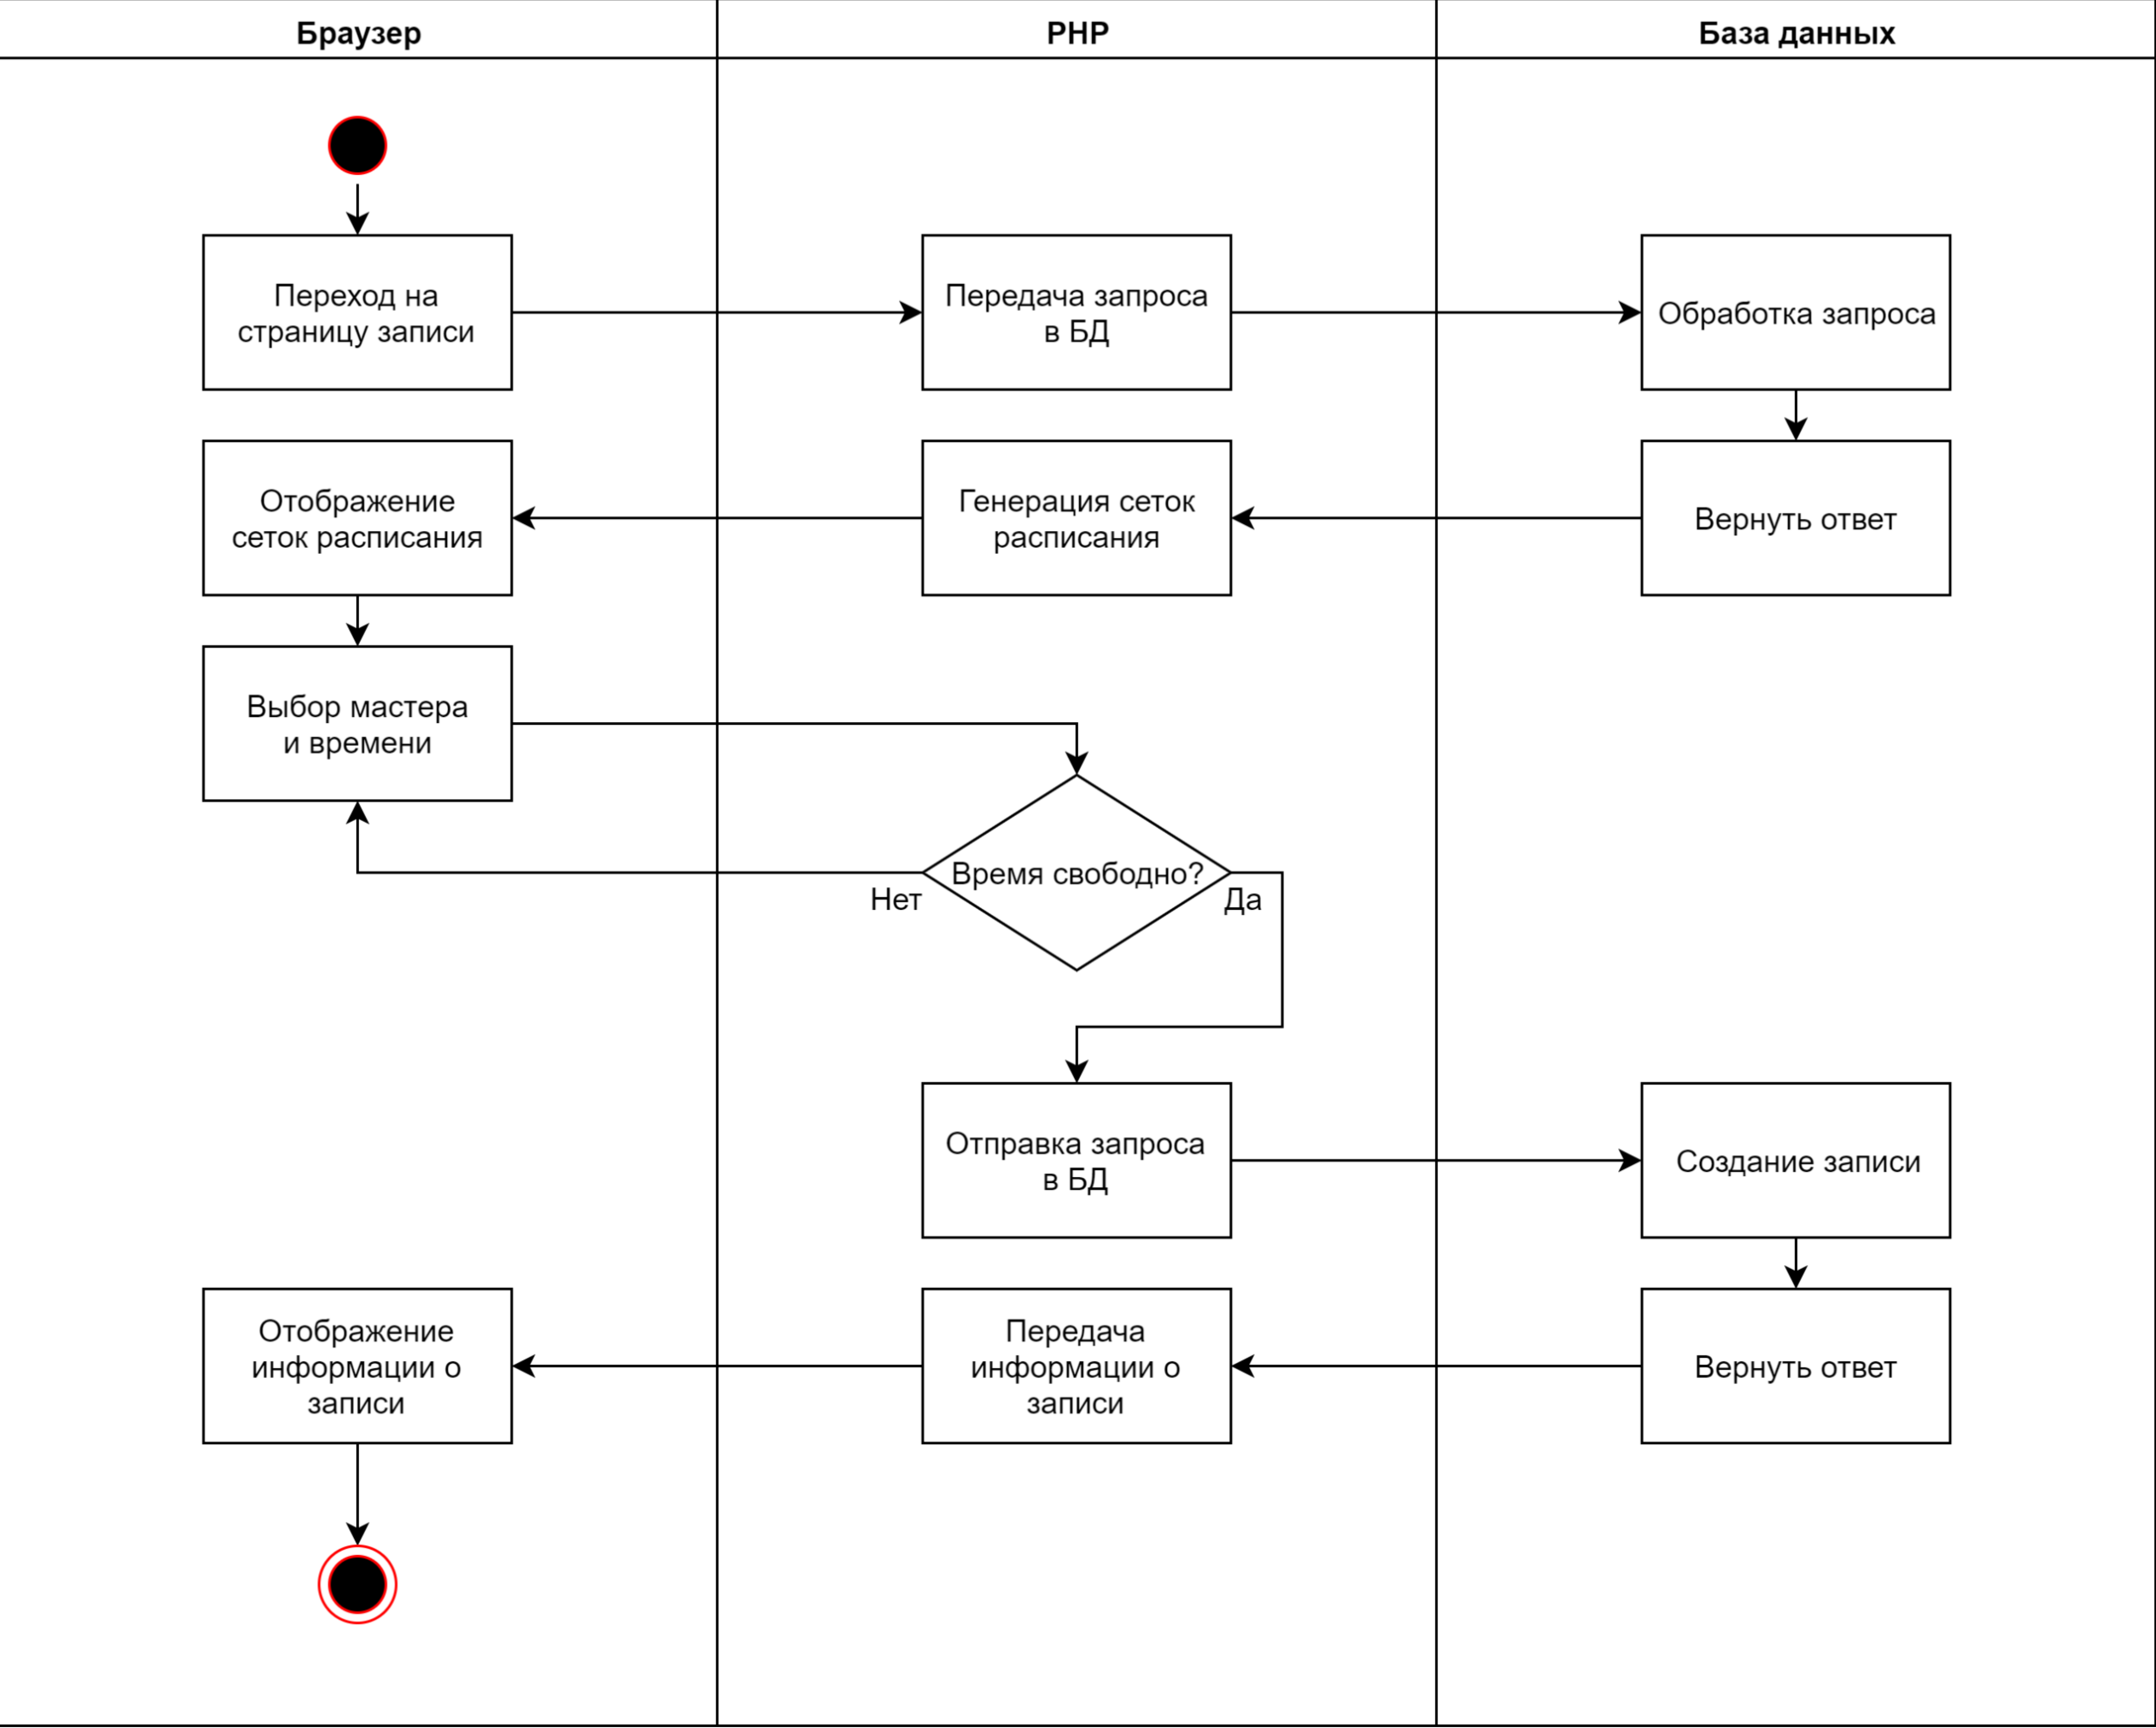 Браузер
PHP
База данных
Переход на
страницу записи
Передача запроса
в БД
Обработка запроса
Отображение
сеток расписания
Генерация сеток
расписания
Вернуть ответ
Выбор мастера
и времени
Время свободно?
Нет
Да
Отправка запроса
в БД
Создание записи
Отображение
информации о
записи
Передача
информации о
записи
Вернуть ответ